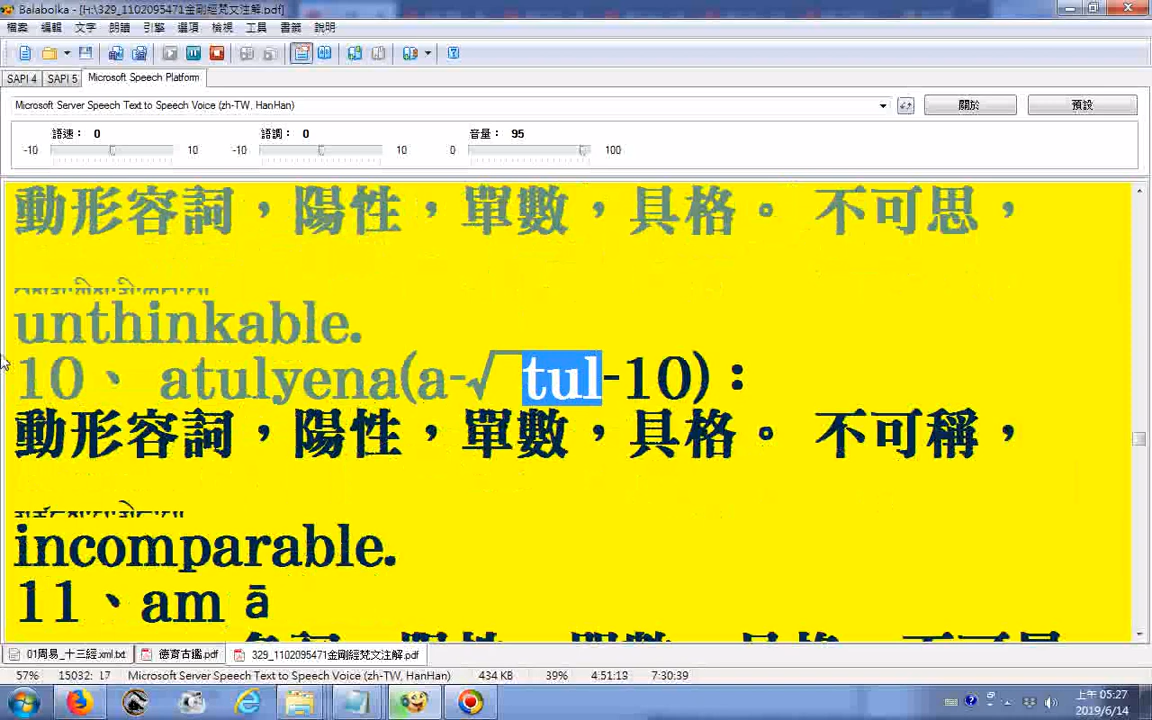 Balabolka - [H:\329_1102095471金剛經梵文注解.pdf]
檔案 編輯 文字 朗讀 引擎 選項 檢視 工具 書籤 說明
SAPI 4 SAPI 5 Microsoft Speech Platform
Microsoft Server Speech Text to Speech Voice (zh-TW, HanHan) 關於 預設
語速： 0 語調： 0 音量： 95
-10 10 -10 10 0 100
動形容詞，陽性，單數，具格。 不可思，
unthinkable.
10、 atulyena(a-√ tul-10)：
動形容詞，陽性，單數，具格。 不可稱，
incomparable.
11、am ā
01周易_十三經.xml.txt 德育古鑑.pdf 329_1102095471金剛經梵文注解.pdf
57% 15032: 17 Microsoft Server Speech Text to Speech Voice (zh-TW, HanHan) 434 KB 39% 4:51:13 7:30:39
上午 05:27
2019/6/14